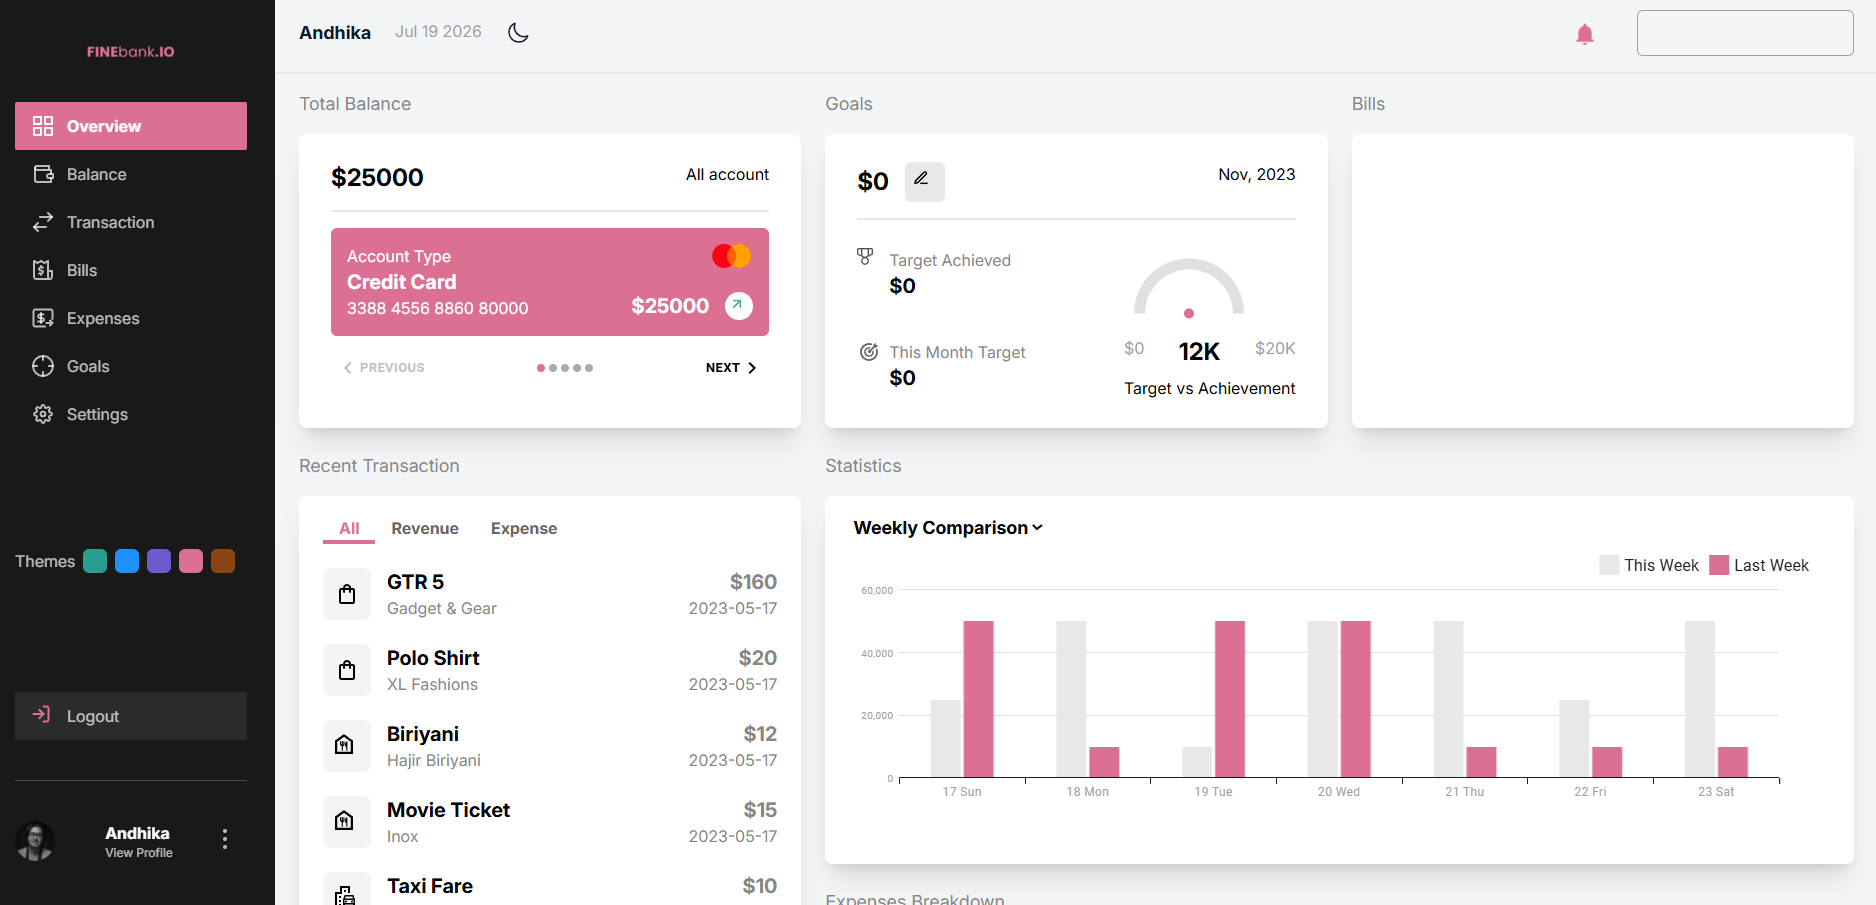 FINEbank.IO
Overview
Balance
Transaction
Bills
Expenses
Goals
Settings
Themes
Logout
Andhika
View Profile
Andhika Jul 19 2026
Total Balance
$25000 All account
Account Type
Credit Card
3388 4556 8860 80000 $25000
PREVIOUS NEXT
Goals
$0 Nov, 2023
Target Achieved
$0
This Month Target
$0
$0 12K $20K
Target vs Achievement
Bills
Recent Transaction
All Revenue Expense
GTR 5 $160
Gadget & Gear 2023-05-17
Polo Shirt $20
XL Fashions 2023-05-17
Biriyani $12
Hajir Biriyani 2023-05-17
Movie Ticket $15
Inox 2023-05-17
Taxi Fare $10
Statistics
Weekly Comparison
This Week Last Week
60,000
40,000
20,000
0
17 Sun 18 Mon 19 Tue 20 Wed 21 Thu 22 Fri 23 Sat
Expenses Breakdown